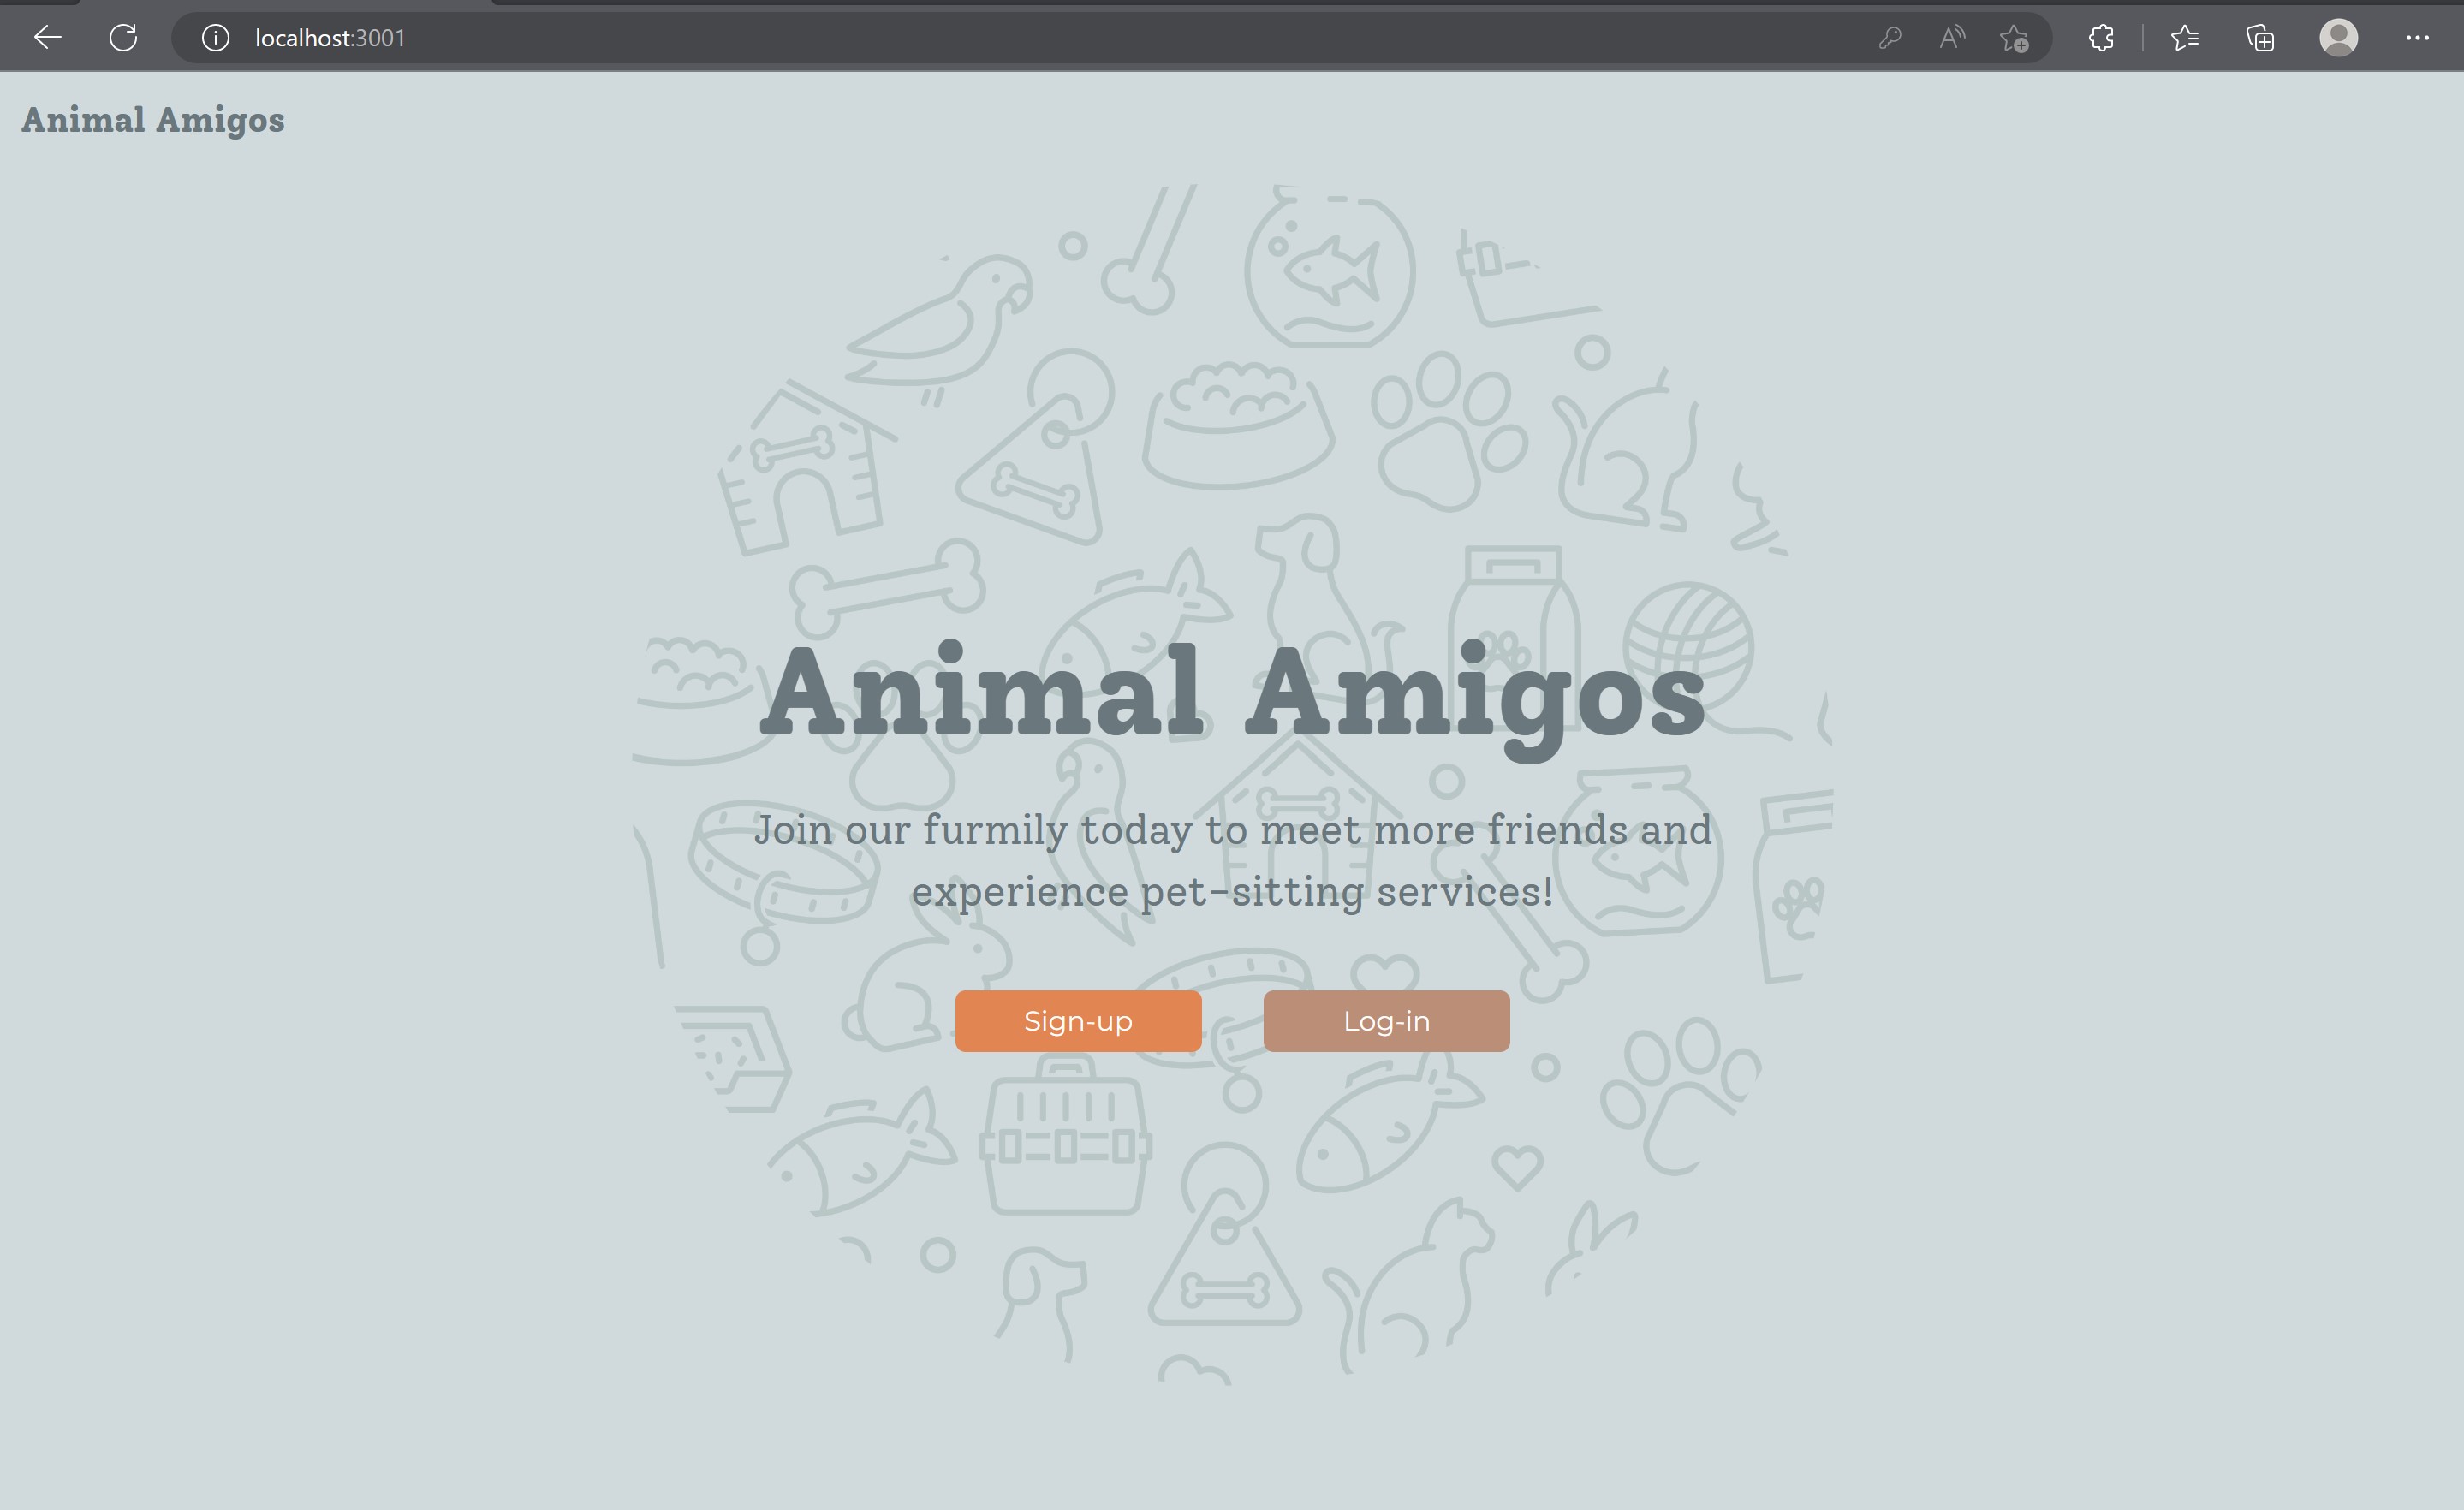 localhost:3001
Animal Amigos
Animal Amigos
Join our furmily today to meet more friends and
experience pet-sitting services!
Sign-up
Log-in